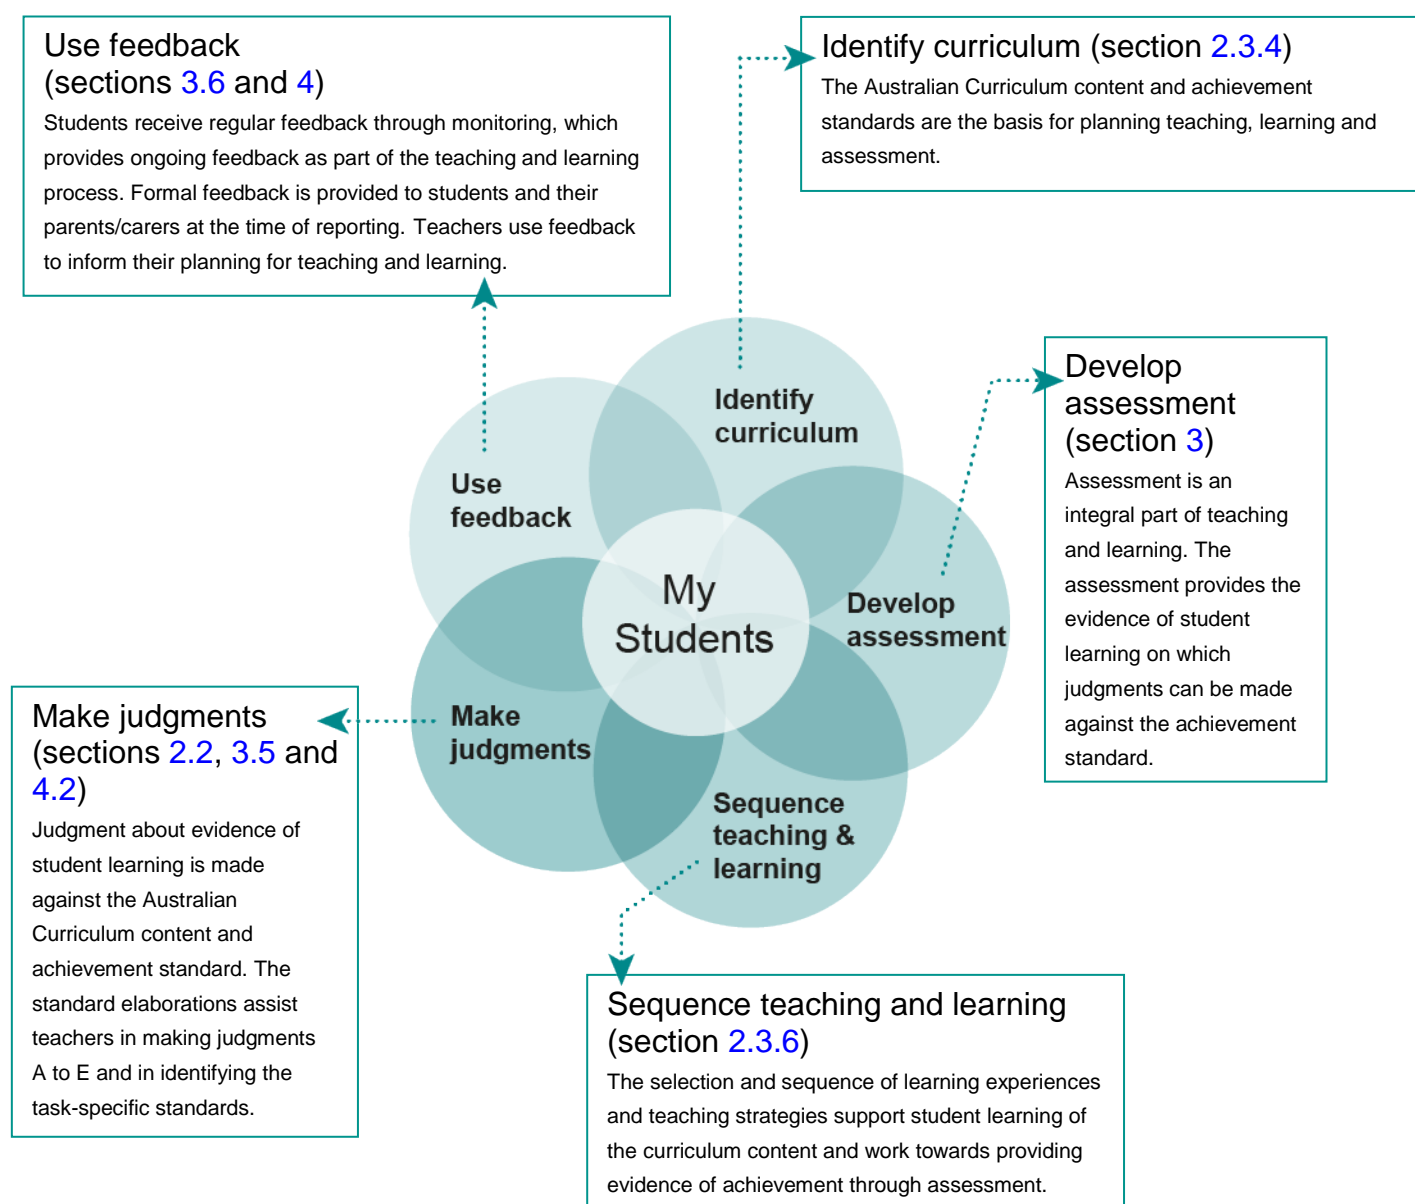 Use feedback
(sections 3.6 and 4)
Students receive regular feedback through monitoring, which
provides ongoing feedback as part of the teaching and learning
process. Formal feedback is provided to students and their
parents/carers at the time of reporting. Teachers use feedback
to inform their planning for teaching and learning.
Identify curriculum (section 2.3.4)
The Australian Curriculum content and achievement
standards are the basis for planning teaching, learning and
assessment.
Develop
assessment
(section 3)
Assessment is an
integral part of teaching
and learning. The
assessment provides the
evidence of student
learning on which
judgments can be made
against the achievement
standard.
Identify
curriculum
Use
feedback
My
Students
Develop
assessment
Make
judgments
Sequence
teaching &
learning
Make judgments
(sections 2.2, 3.5 and
4.2)
Judgment about evidence of
student learning is made
against the Australian
Curriculum content and
achievement standard. The
standard elaborations assist
teachers in making judgments
A to E and in identifying the
task-specific standards.
Sequence teaching and learning
(section 2.3.6)
The selection and sequence of learning experiences
and teaching strategies support student learning of
the curriculum content and work towards providing
evidence of achievement through assessment.